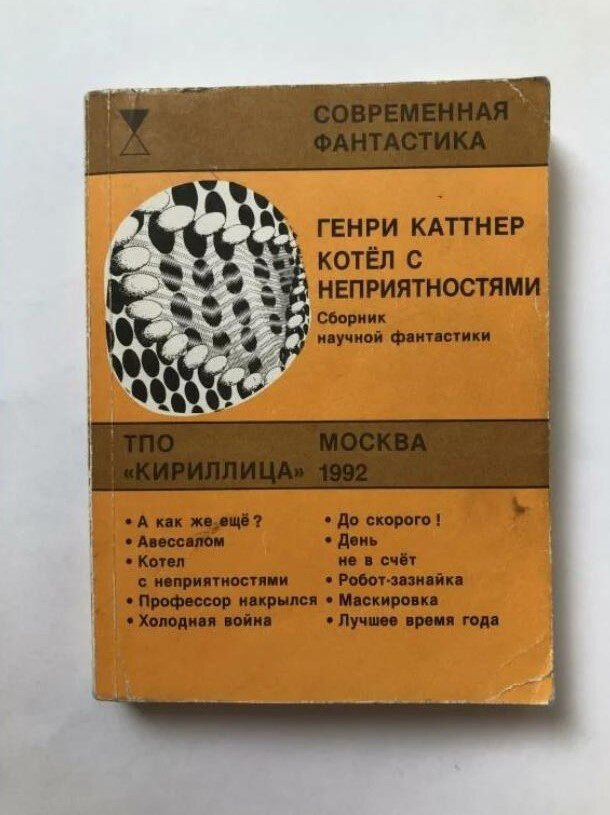 СОВРЕМЕННАЯ
ФАНТАСТИКА
ГЕНРИ КАТТНЕР
КОТЁЛ С
НЕПРИЯТНОСТЯМИ
Сборник
научной фантастики
ТПО
«КИРИЛЛИЦА»
МОСКВА
1992
• А как же ещё?
• Авессалом
• Котел
с неприятностями
• Профессор накрылся
• Холодная война
• До скорого!
• День
не в счёт
• Робот-зазнайка
• Маскировка
• Лучшее время года